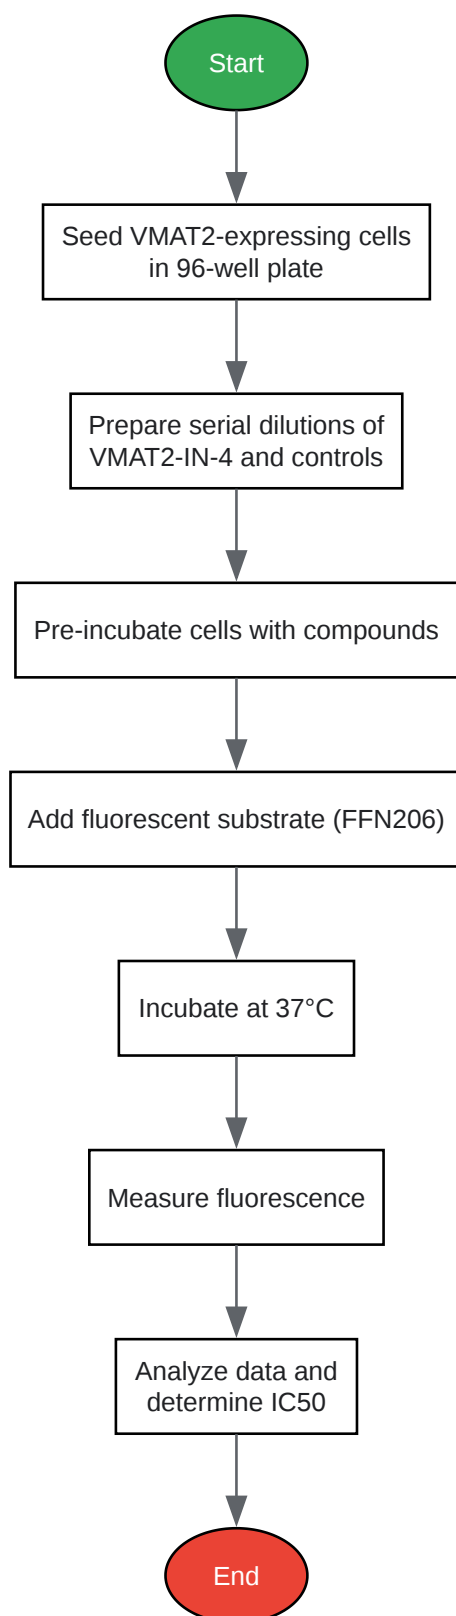 Start
Seed VMAT2-expressing cells
in 96-well plate
Prepare serial dilutions of
VMAT2-IN-4 and controls
Pre-incubate cells with compounds
Add fluorescent substrate (FFN206)
Incubate at 37°C
Measure fluorescence
Analyze data and
determine IC50
End